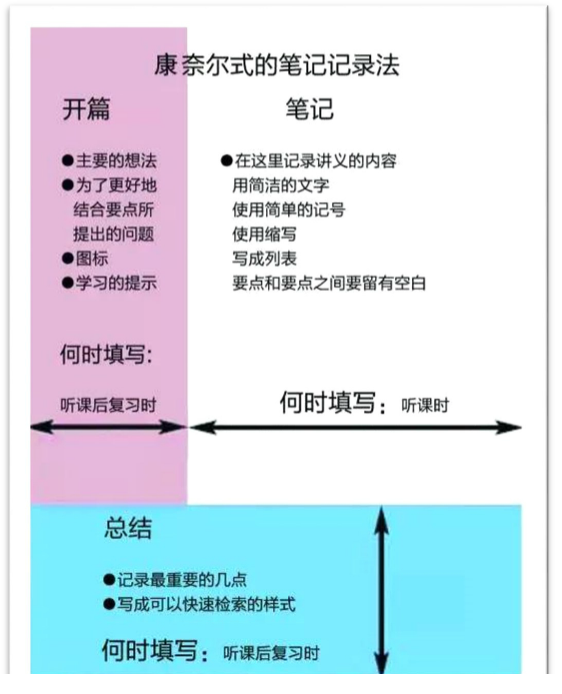 康奈尔式的笔记记录法
开篇
●主要的想法
●为了更好地
结合要点所
提出的问题
●图标
●学习的提示
何时填写:
听课后复习时
笔记
●在这里记录讲义的内容
用简洁的文字
使用简单的记号
使用缩写
写成列表
要点和要点之间要留有空白
何时填写：听课时
总结
●记录最重要的几点
●写成可以快速检索的样式
何时填写：听课后复习时